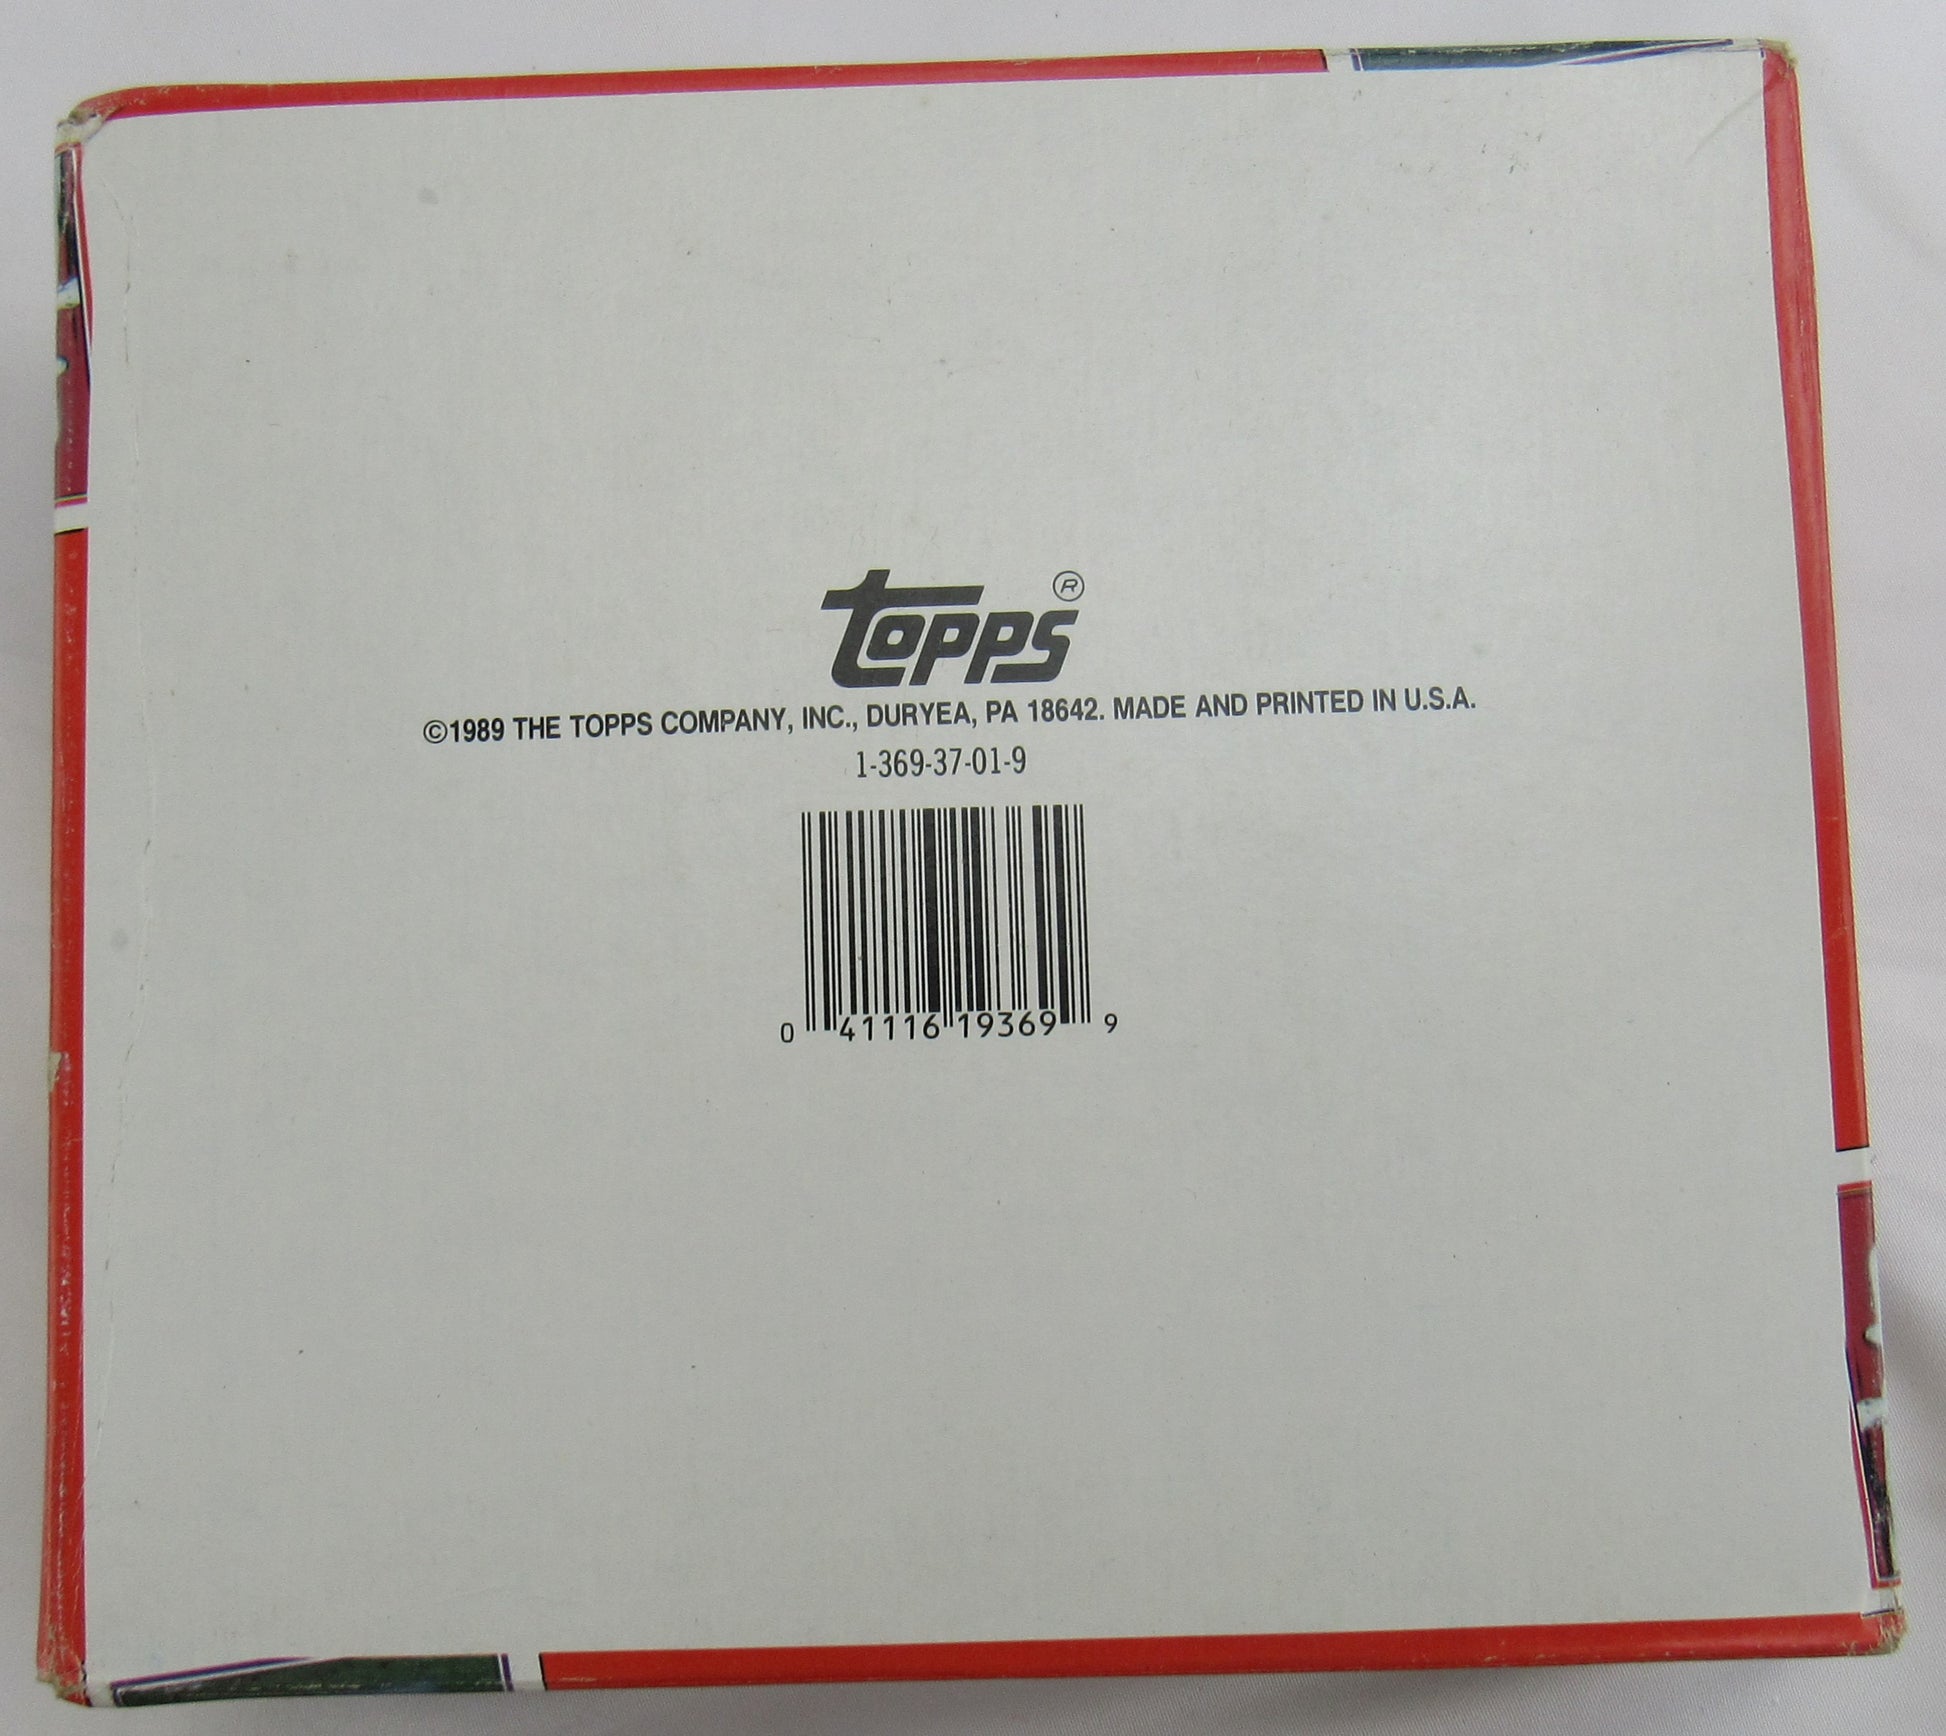 topps®
©1989 THE TOPPS COMPANY, INC., DURYEA, PA 18642. MADE AND PRINTED IN U.S.A.
1-369-37-01-9
0 41116 19369 9